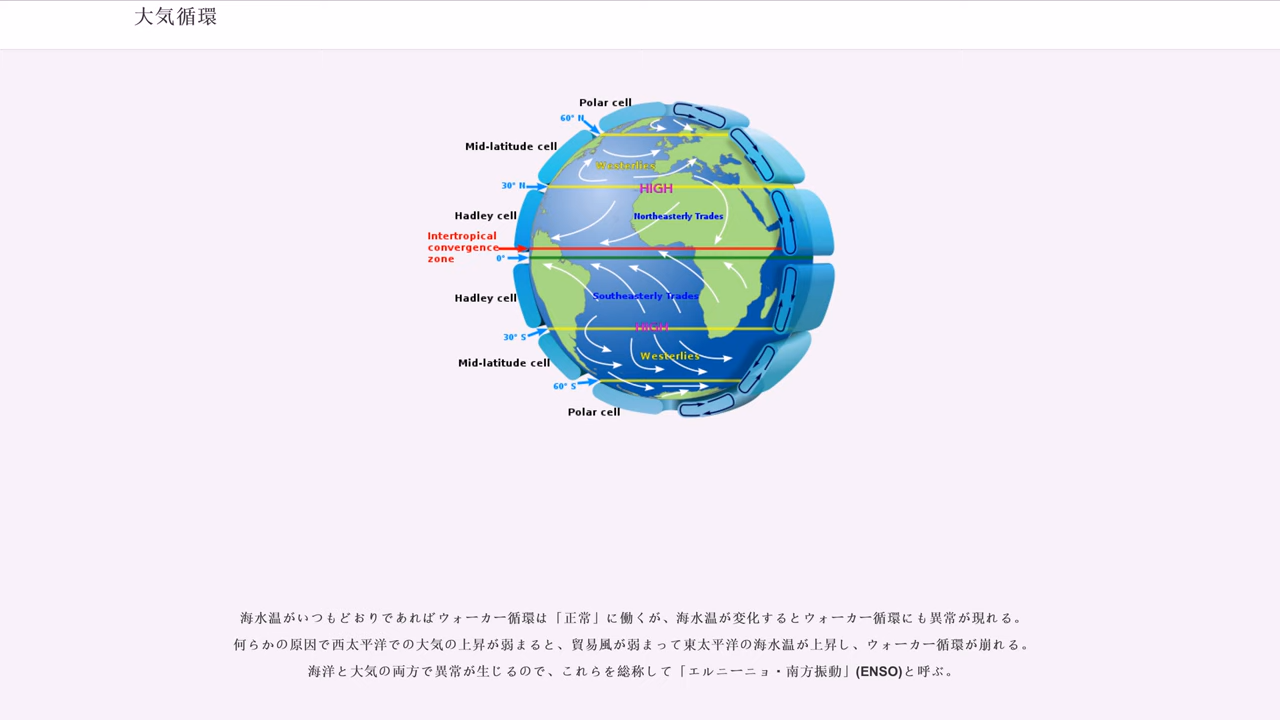 大気循環
Polar cell
60° N
Mid-latitude cell
Westerlies
30° N
HIGH
Hadley cell
Northeasterly Trades
Intertropical
convergence
zone
0°
Hadley cell
Southeasterly Trades
HIGH
30° S
Westerlies
Mid-latitude cell
60° S
Polar cell
海水温がいつもどおりであればウォーカー循環は「正常」に働くが、海水温が変化するとウォーカー循環にも異常が現れる。
何らかの原因で西太平洋での大気の上昇が弱まると、貿易風が弱まって東太平洋の海水温が上昇し、ウォーカー循環が崩れる。
海洋と大気の両方で異常が生じるので、これらを総称して「エルニーニョ・南方振動」(ENSO)と呼ぶ。